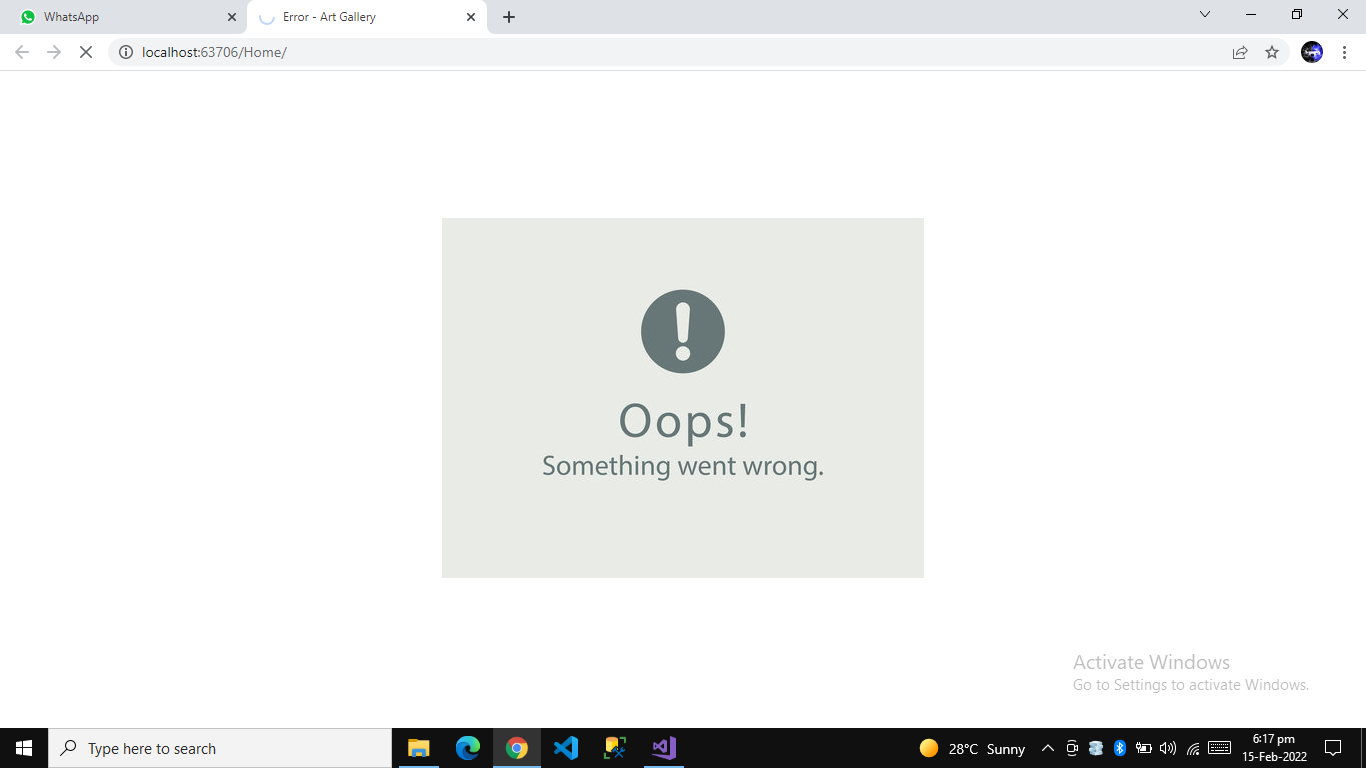 WhatsApp
Error - Art Gallery
localhost:63706/Home/
Oops!
Something went wrong.
Activate Windows
Go to Settings to activate Windows.
Type here to search
28°C Sunny
6:17 pm
15-Feb-2022